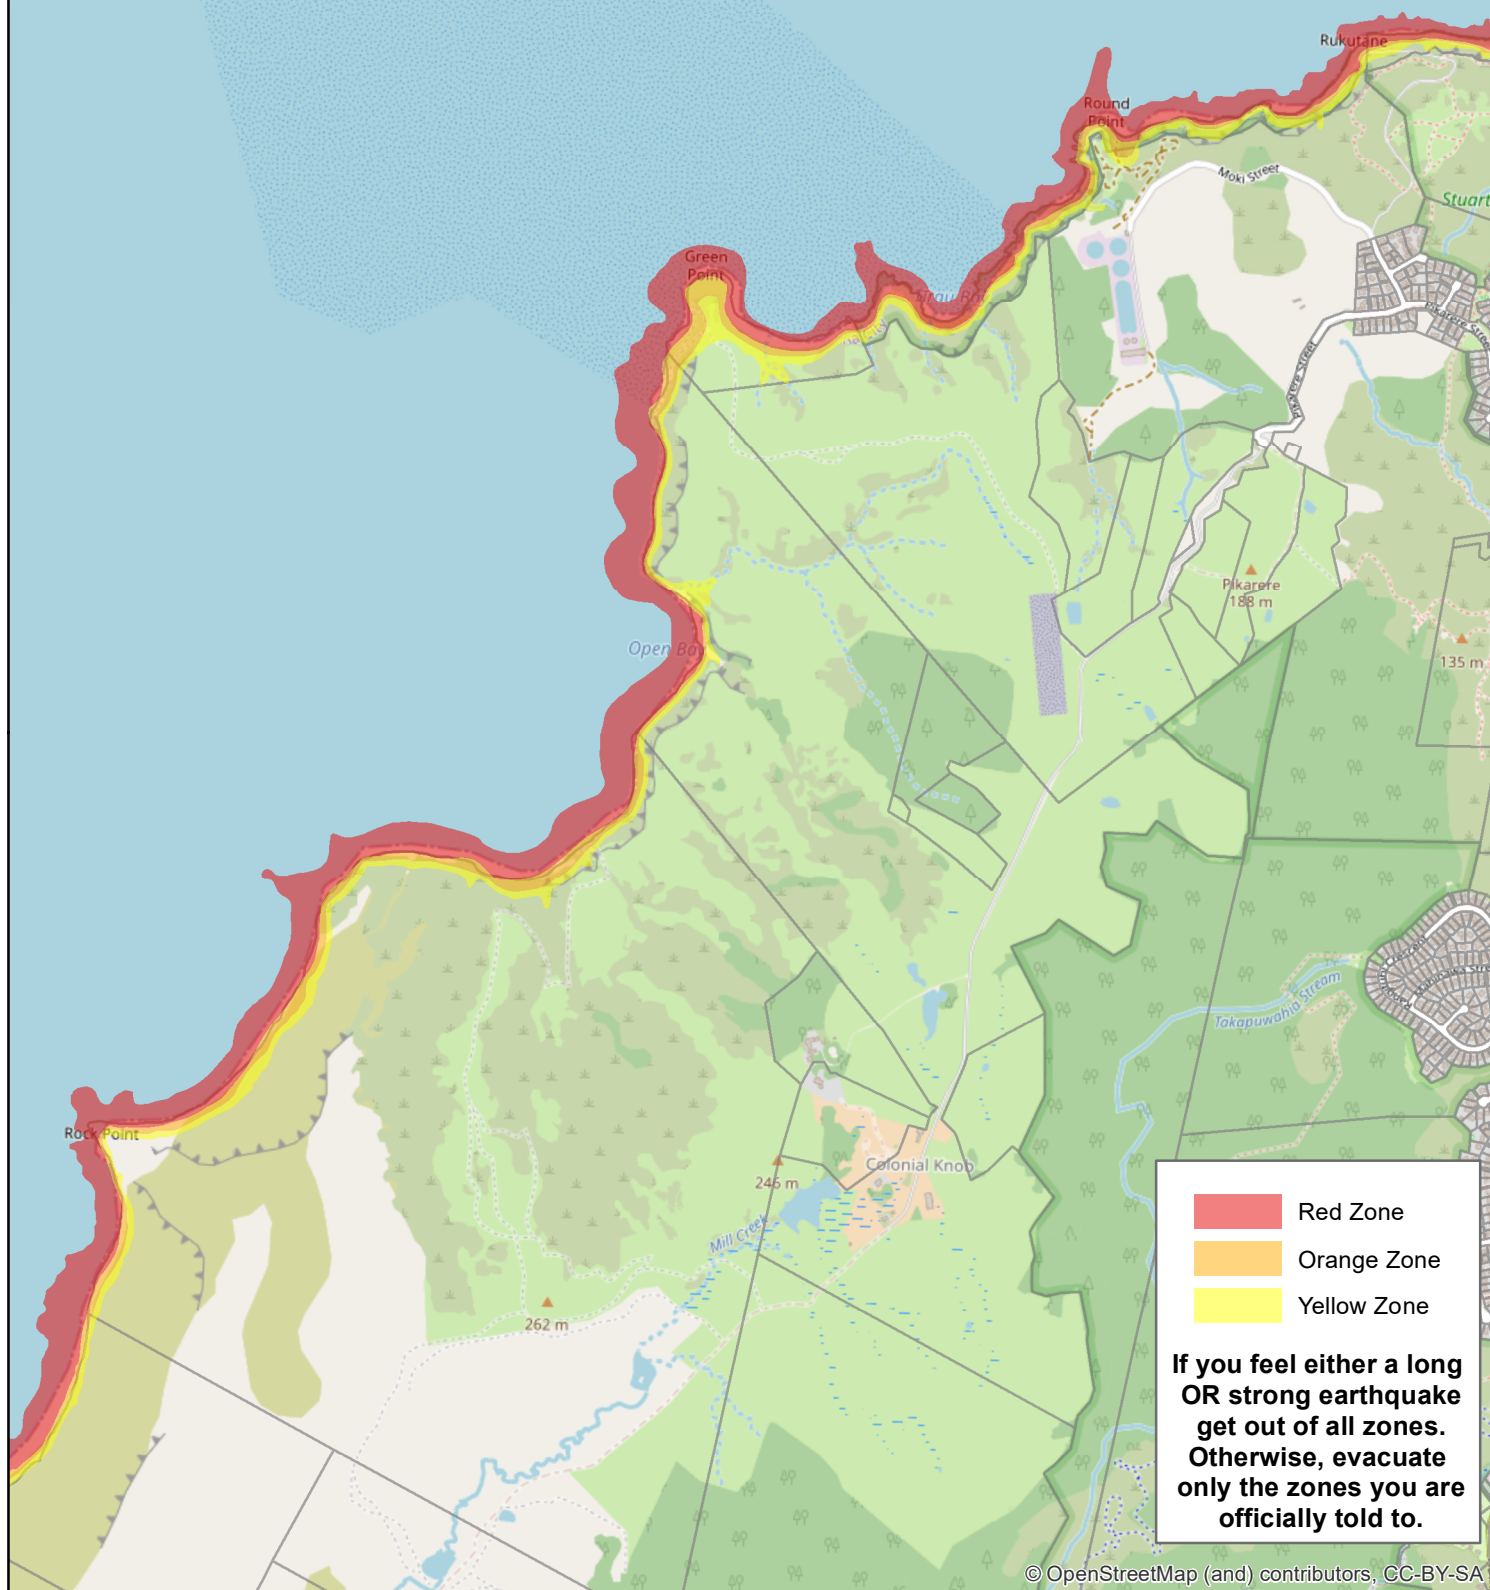 Rukutane
Round
Point
Moki Street
Stuart
Green
Point
Pikarere Street
Pikarere
188 m
135 m
Open Bay
Takapuwahia Stream
Rock Point
Colonial Knob
246 m
Mill Creek
262 m
Red Zone
Orange Zone
Yellow Zone
If you feel either a long
OR strong earthquake
get out of all zones.
Otherwise, evacuate
only the zones you are
officially told to.
© OpenStreetMap (and) contributors, CC-BY-SA